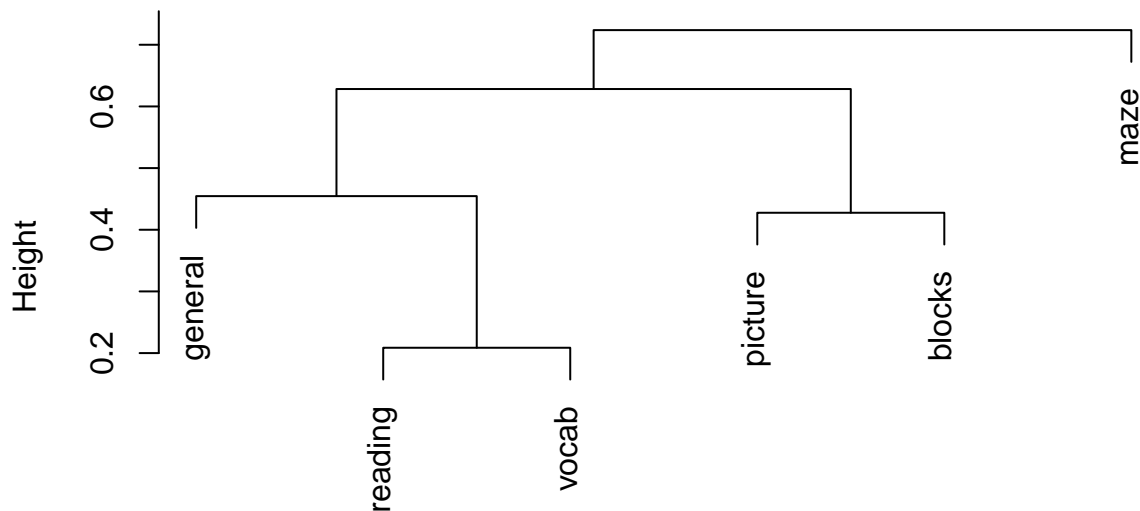 Height
0.6
0.4
0.2
general
reading
vocab
picture
blocks
maze